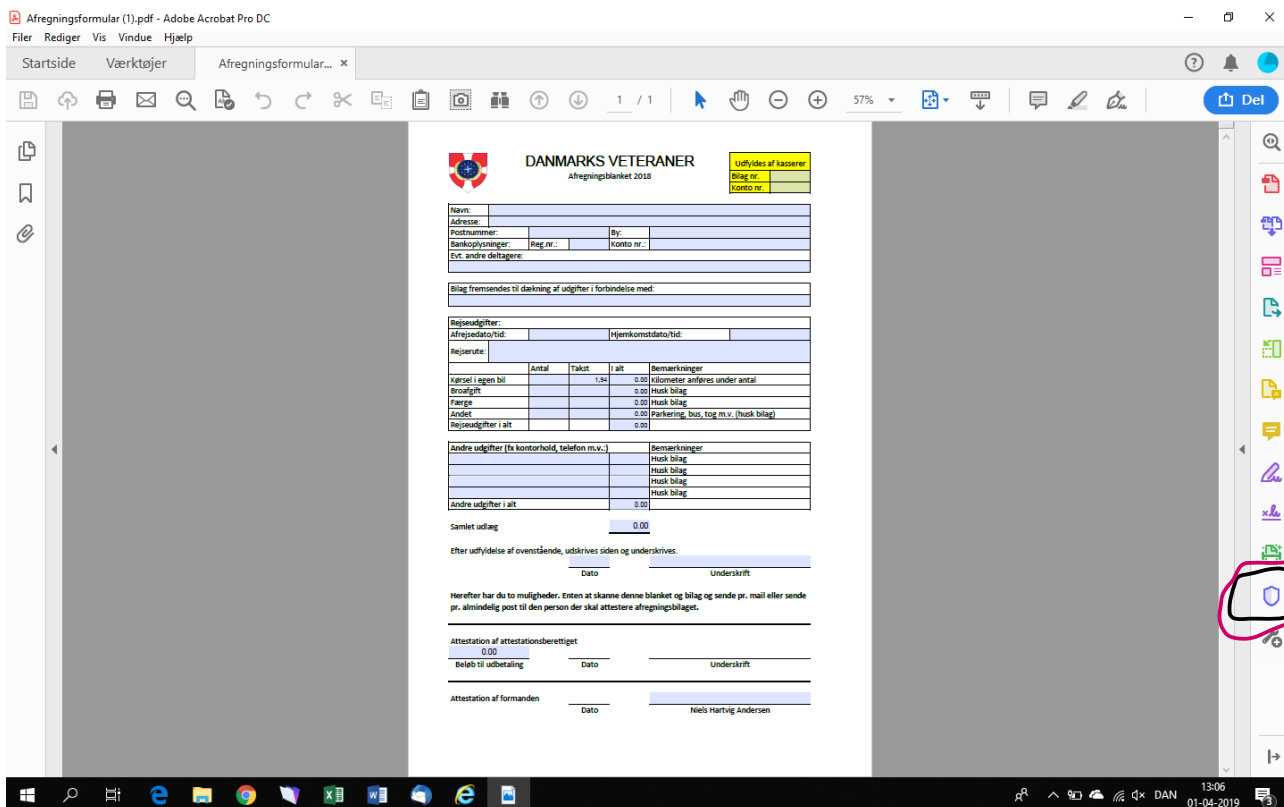 Afregningsformular (1).pdf - Adobe Acrobat Pro DC
Filer Rediger Vis Vindue Hjælp
Startside Værktøjer Afregningsformular... ×
1 / 1 57% Del
DANMARKS VETERANER
Afregningsblanket 2018
Udfyldes af kasserer
Bilag nr.
Konto nr.
Navn:
Adresse:
Postnummer: By:
Bankoplysninger: Reg.nr.: Konto nr.:
Evt. andre deltagere:
Bilag fremsendes til dækning af udgifter i forbindelse med:
Rejseudgifter:
Afrejsedato/tid: Hjemkomstdato/tid:
Rejserute:
Antal Takst I alt Bemærkninger
Kørsel i egen bil 1,94 0.00 Kilometer anføres under antal
Broafgift 0.00 Husk bilag
Færge 0.00 Husk bilag
Andet 0.00 Parkering, bus, tog m.v. (husk bilag)
Rejseudgifter i alt 0.00
Andre udgifter (fx kontorhold, telefon m.v.:) Bemærkninger
Husk bilag
Husk bilag
Husk bilag
Husk bilag
Andre udgifter i alt 0.00
Samlet udlæg 0.00
Efter udfyldelse af ovenstående, udskrives siden og underskrives.
Dato Underskrift
Herefter har du to muligheder. Enten at skanne denne blanket og bilag og sende pr. mail eller sende
pr. almindelig post til den person der skal attestere afregningsbilaget.
Attestation af attestationsberettiget
0.00
Beløb til udbetaling Dato Underskrift
Attestation af formanden
Dato Niels Hartvig Andersen
DAN 13:06
01-04-2019